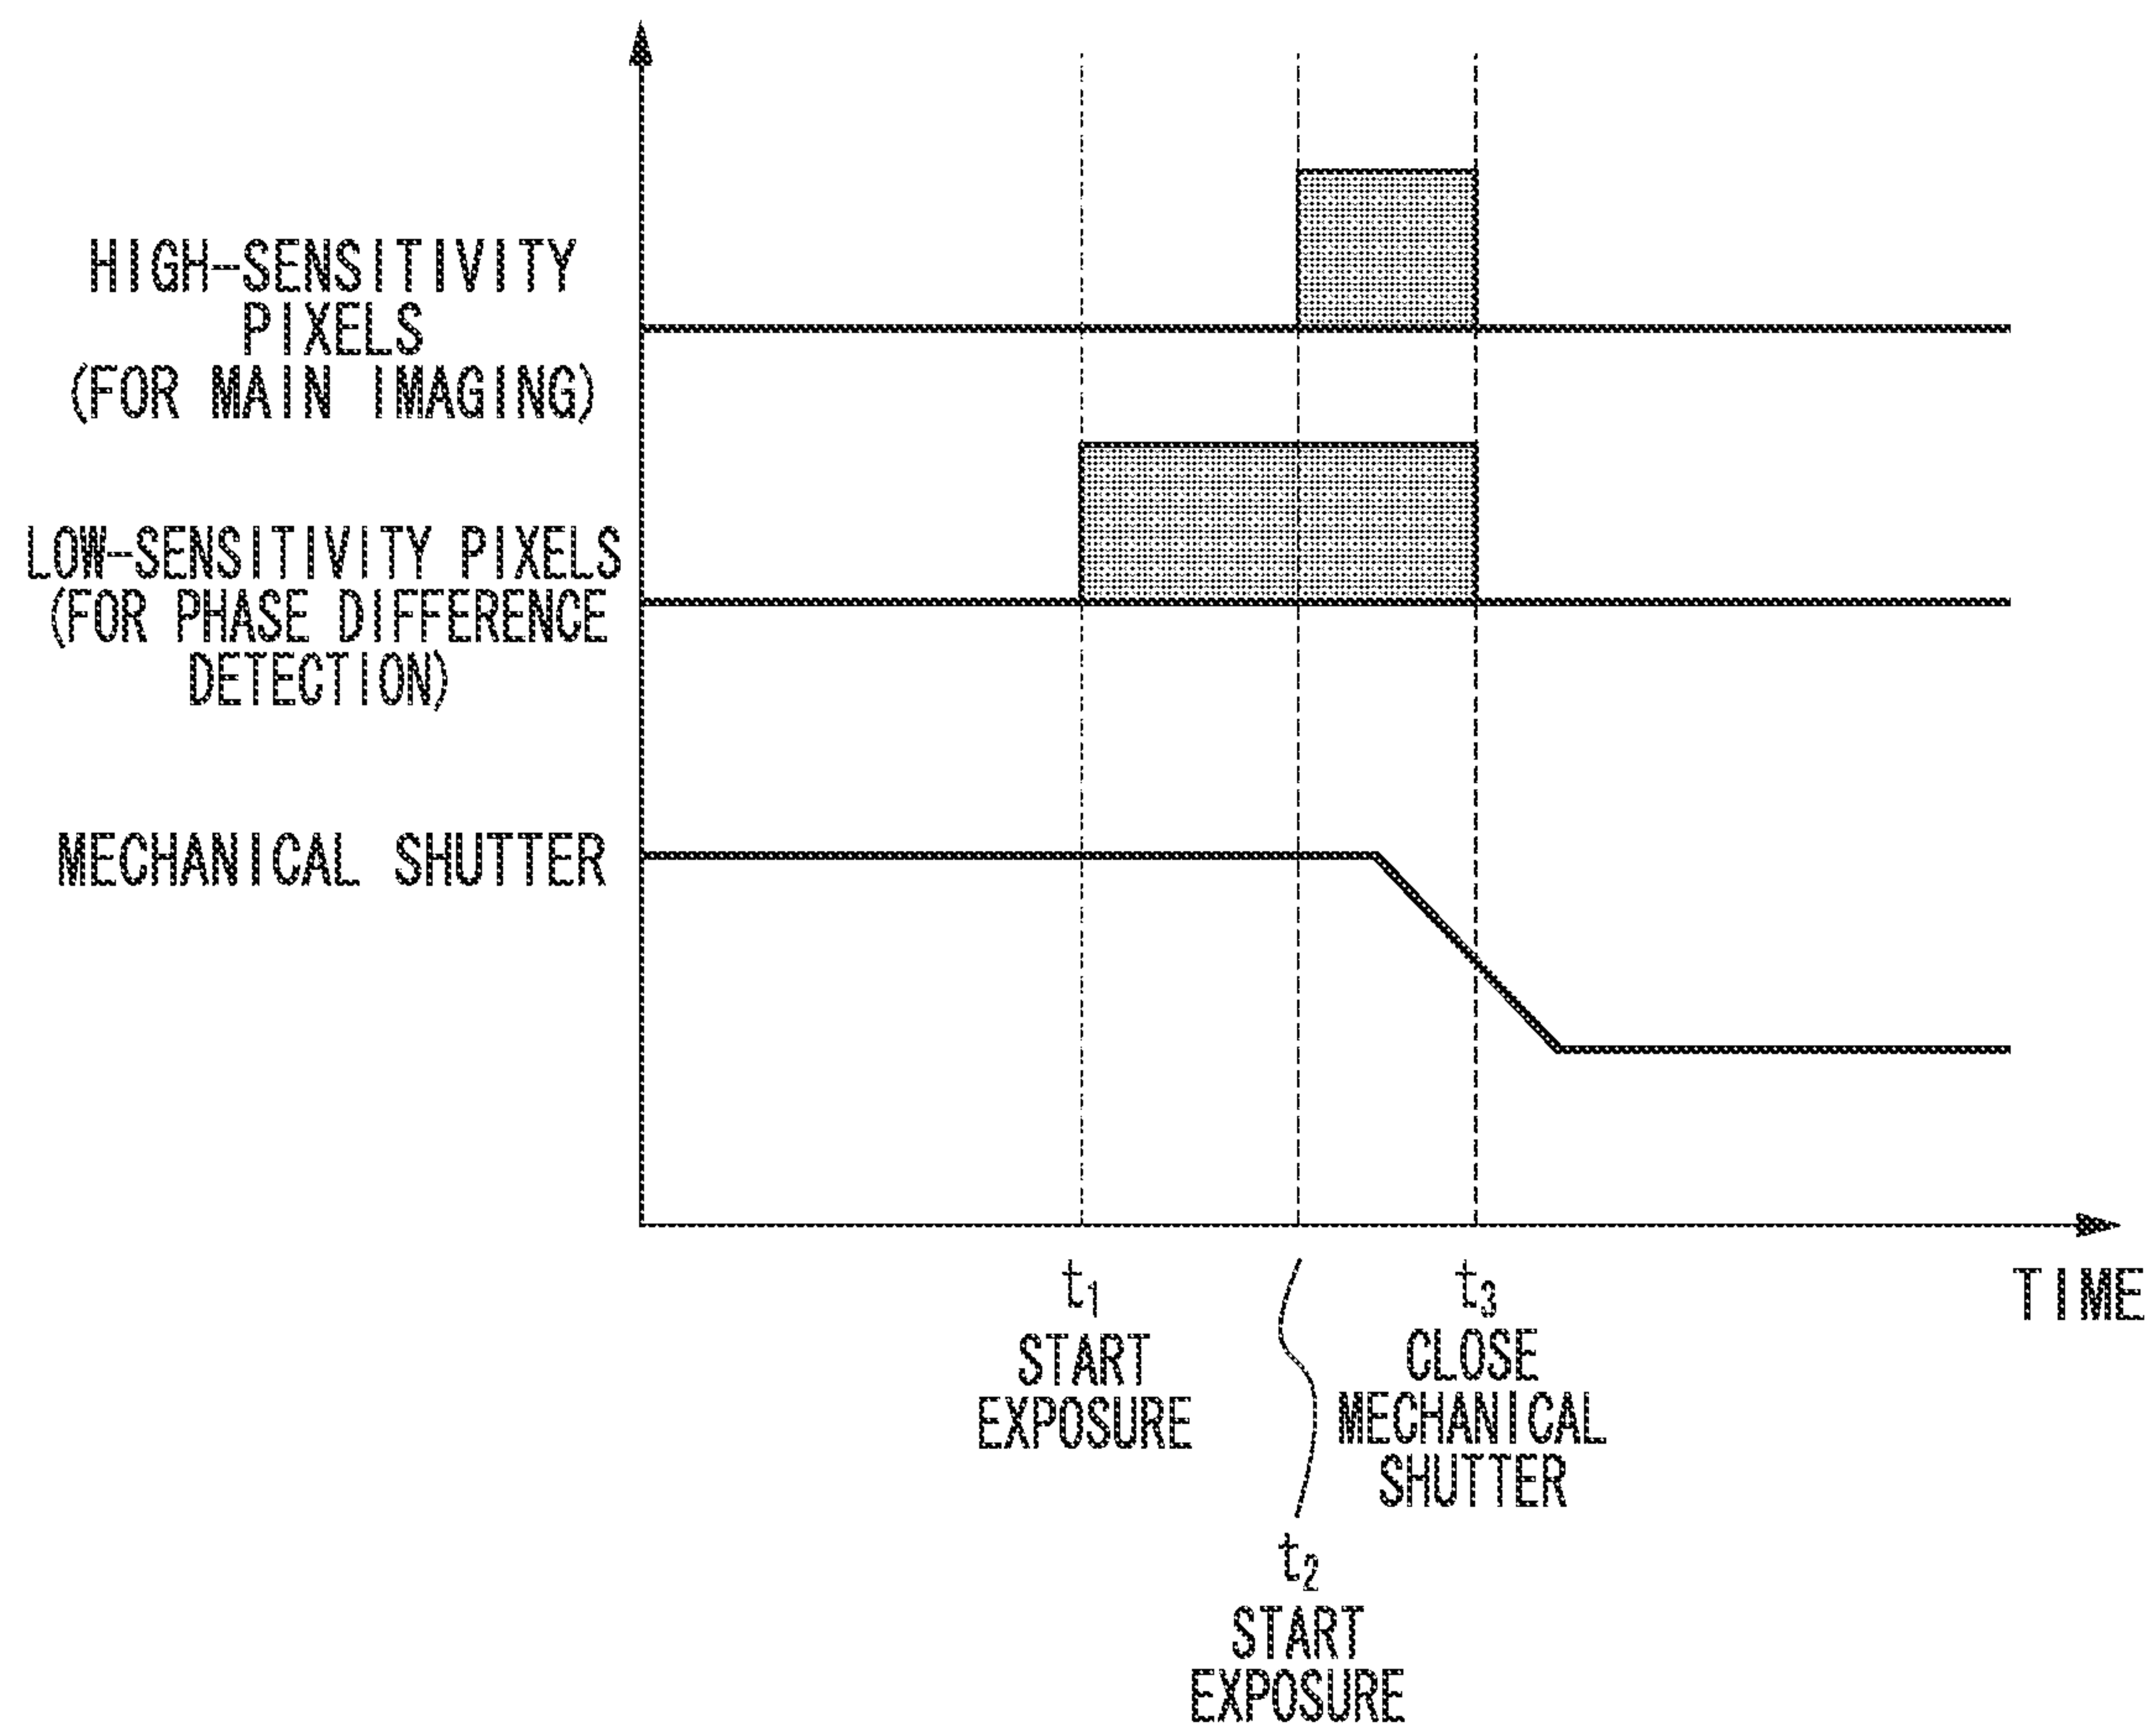 HIGH-SENSITIVITY
PIXELS
(FOR MAIN IMAGING)
LOW-SENSITIVITY PIXELS
(FOR PHASE DIFFERENCE
DETECTION)
MECHANICAL SHUTTER
TIME
t1
START
EXPOSURE
t3
CLOSE
MECHANICAL
SHUTTER
t2
START
EXPOSURE